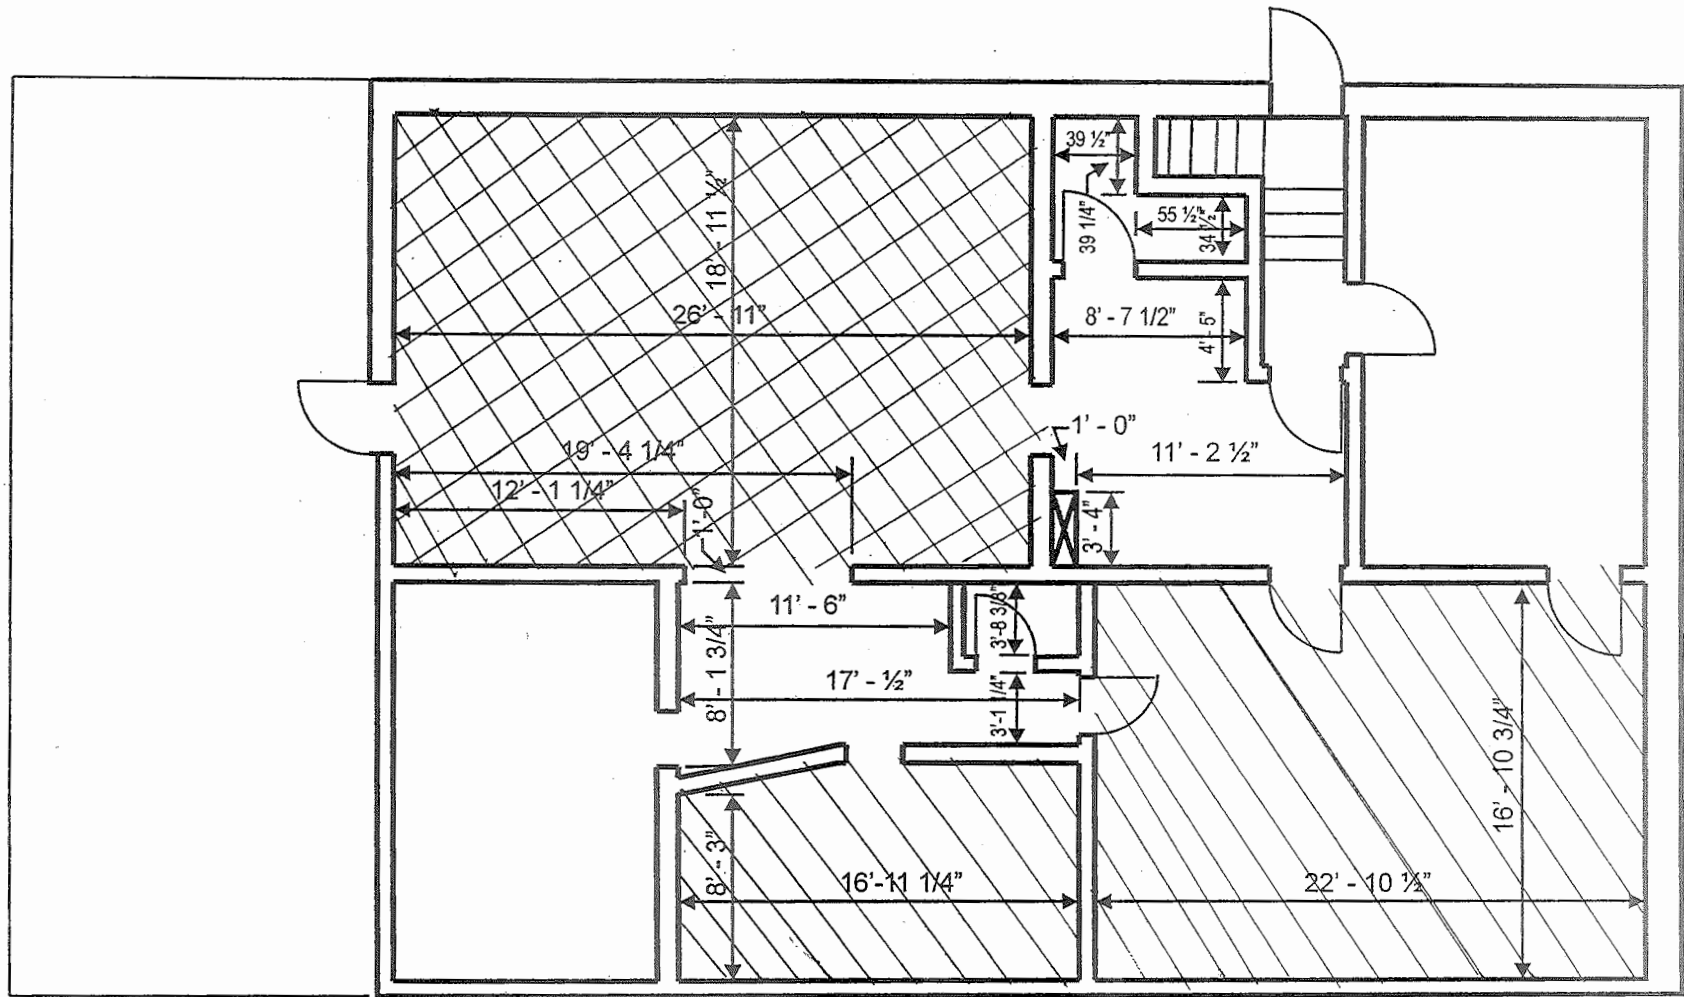 39 ½”
18’ - 11 ½”
39 1/4”
55 ½”
34 ½”
26’ - 11”
8’ - 7 1/2”
4’ - 5”
1’ - 0”
19’ - 4 1/4”
11’ - 2 ½”
12’ - 1 1/4”
1’-0”
3’ - 4”
11’ - 6”
3’-8 3/8”
8’ - 1 3/4”
17’ - ½”
3’-1 1/4”
16’ - 10 3/4”
8’ - 3”
16’-11 1/4”
22’ - 10 ½”